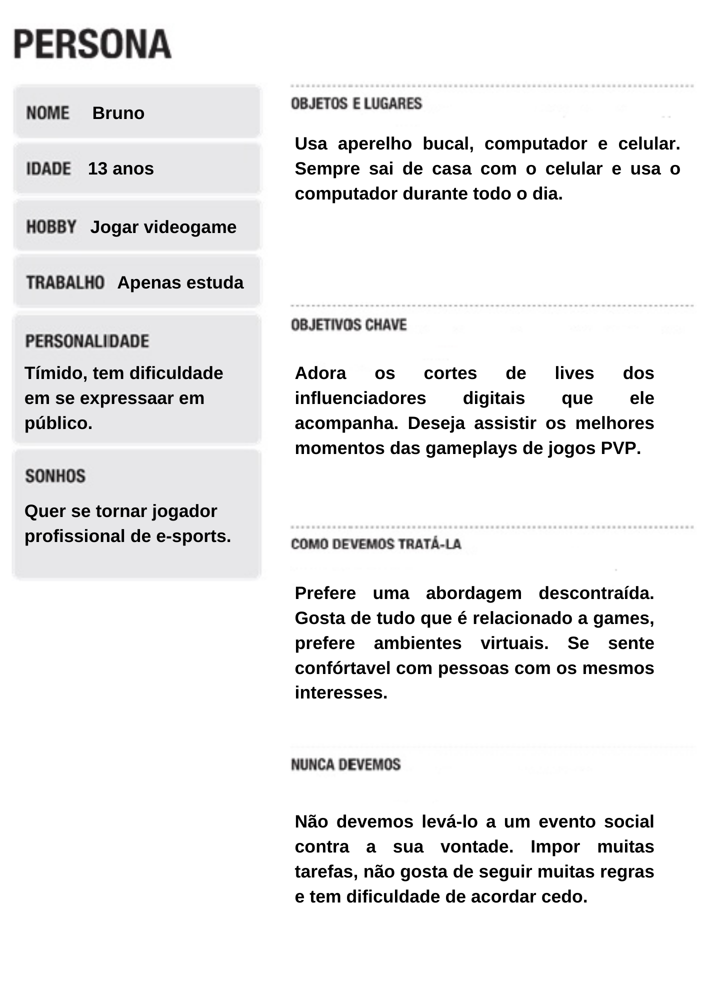 PERSONA
NOME Bruno
IDADE 13 anos
HOBBY Jogar videogame
TRABALHO Apenas estuda
PERSONALIDADE
Tímido, tem dificuldade
em se expressaar em
público.
SONHOS
Quer se tornar jogador
profissional de e-sports.
OBJETOS E LUGARES
Usa aperelho bucal, computador e celular.
Sempre sai de casa com o celular e usa o
computador durante todo o dia.
OBJETIVOS CHAVE
Adora os cortes de lives dos
influenciadores digitais que ele
acompanha. Deseja assistir os melhores
momentos das gameplays de jogos PVP.
COMO DEVEMOS TRATÁ-LA
Prefere uma abordagem descontraída.
Gosta de tudo que é relacionado a games,
prefere ambientes virtuais. Se sente
confórtavel com pessoas com os mesmos
interesses.
NUNCA DEVEMOS
Não devemos levá-lo a um evento social
contra a sua vontade. Impor muitas
tarefas, não gosta de seguir muitas regras
e tem dificuldade de acordar cedo.